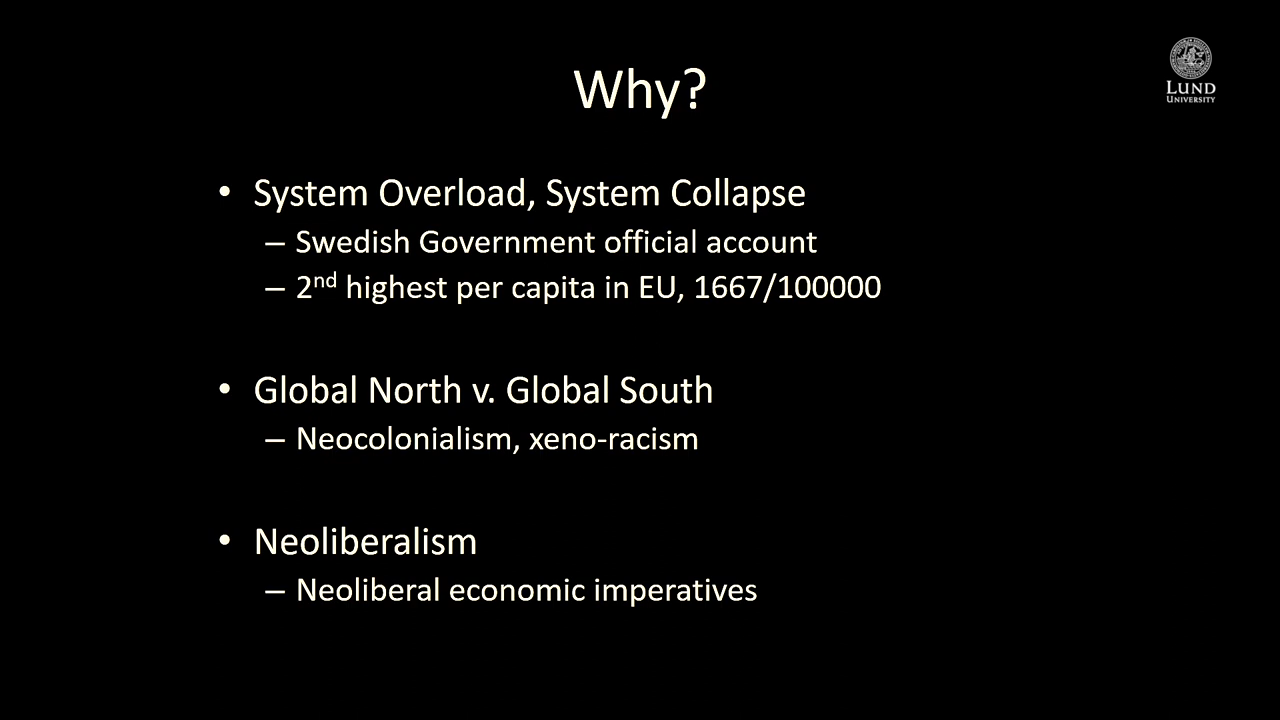 Why?
LUND
UNIVERSITY
• System Overload, System Collapse
– Swedish Government official account
– 2nd highest per capita in EU, 1667/100000
• Global North v. Global South
– Neocolonialism, xeno-racism
• Neoliberalism
– Neoliberal economic imperatives